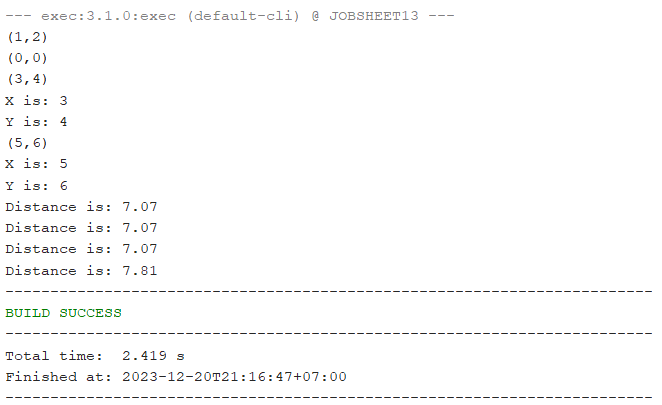 --- exec:3.1.0:exec (default-cli) @ JOBSHEET13 ---
(1,2)
(0,0)
(3,4)
X is: 3
Y is: 4
(5,6)
X is: 5
Y is: 6
Distance is: 7.07
Distance is: 7.07
Distance is: 7.07
Distance is: 7.81
------------------------------------------------------------------------
BUILD SUCCESS
------------------------------------------------------------------------
Total time:  2.419 s
Finished at: 2023-12-20T21:16:47+07:00
------------------------------------------------------------------------